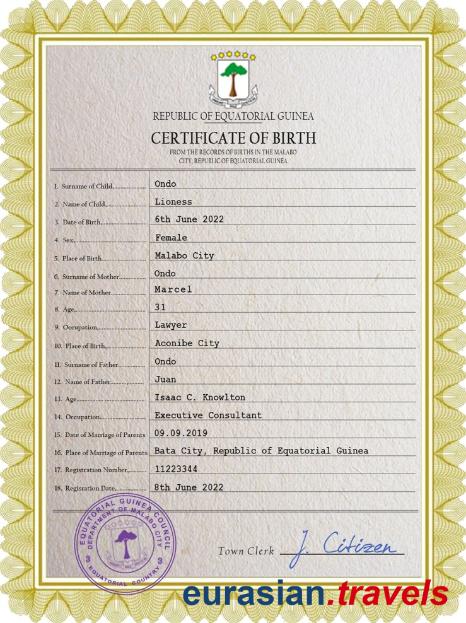 REPUBLIC OF EQUATORIAL GUINEA
CERTIFICATE OF BIRTH
FROM THE RECORDS OF BIRTHS IN THE MALABO
CITY, REPUBLIC OF EQUATORIAL GUINEA
1. Surname of Child Ondo
2. Name of Child Lioness
3. Date of Birth 6th June 2022
4. Sex Female
5. Place of Birth Malabo City
6. Surname of Mother Ondo
7. Name of Mother Marcel
8. Age 31
9. Occupation Lawyer
10. Place of Birth Aconibe City
11. Surname of Father Ondo
12. Name of Father Juan
13. Age Isaac C. Knowlton
14. Occupation Executive Consultant
15. Date of Marriage of Parents 09.09.2019
16. Place of Marriage of Parents Bata City, Republic of Equatorial Guinea
17. Registration Number 11223344
18. Registration Date 8th June 2022
EQUATORIAL GUINEA COUNCIL
DEPARTMENT OF MALABO CITY
EQUATORIAL COUNTRY
Town Clerk J. Citizen
eurasian.travels